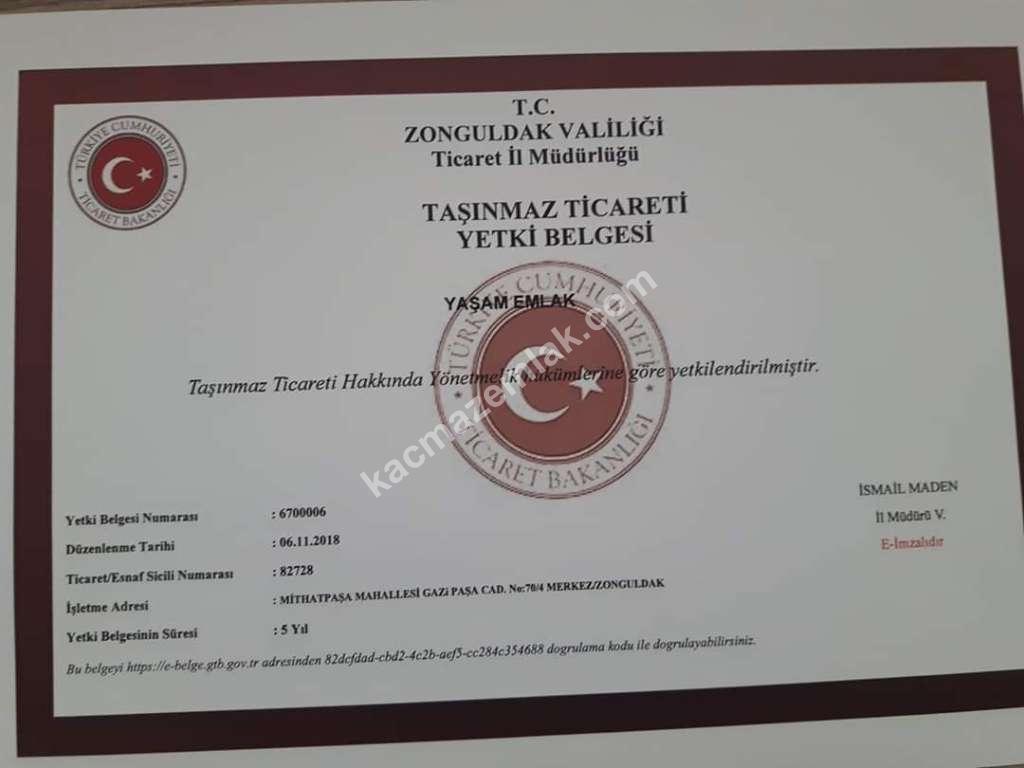 T.C.
ZONGULDAK VALİLİĞİ
Ticaret İl Müdürlüğü
TÜRKİYE CUMHURİYETİ
TİCARET BAKANLIĞI
TAŞINMAZ TİCARETİ
YETKİ BELGESİ
YAŞAM EMLAK
TÜRKİYE CUMHURİYETİ
Taşınmaz Ticareti Hakkında Yönetmelik hükümlerine göre yetkilendirilmiştir.
TİCARET BAKANLIĞI
kacmazemlak.com
İSMAİL MADEN
İl Müdürü V.
E-İmzalıdır
Yetki Belgesi Numarası : 6700006
Düzenlenme Tarihi : 06.11.2018
Ticaret/Esnaf Sicili Numarası : 82728
İşletme Adresi : MİTHATPAŞA MAHALLESİ GAZi PAŞA CAD. No:70/4 MERKEZ/ZONGULDAK
Yetki Belgesinin Süresi : 5 Yıl
Bu belgeyi https://e-belge.gtb.gov.tr adresinden 82dcfdad-cbd2-4c2b-aef3-cc284c354688 dogrulama kodu ile dogrulayabilirsiniz.